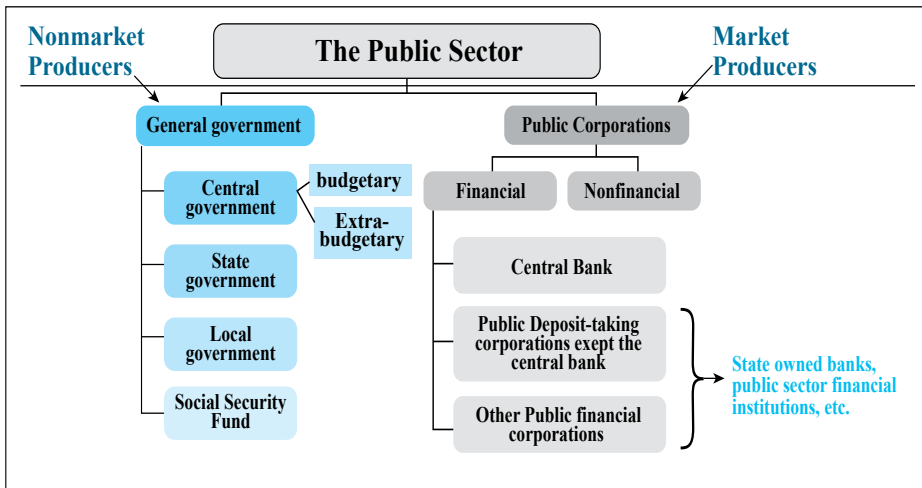 Nonmarket
Producers
The Public Sector
Market
Producers
General government
Public Corporations
Central
government
budgetary
Extra-
budgetary
State
government
Local
government
Social Security
Fund
Financial
Nonfinancial
Central Bank
Public Deposit-taking
corporations exept the
central bank
Other Public financial
corporations
State owned banks,
public sector financial
institutions, etc.